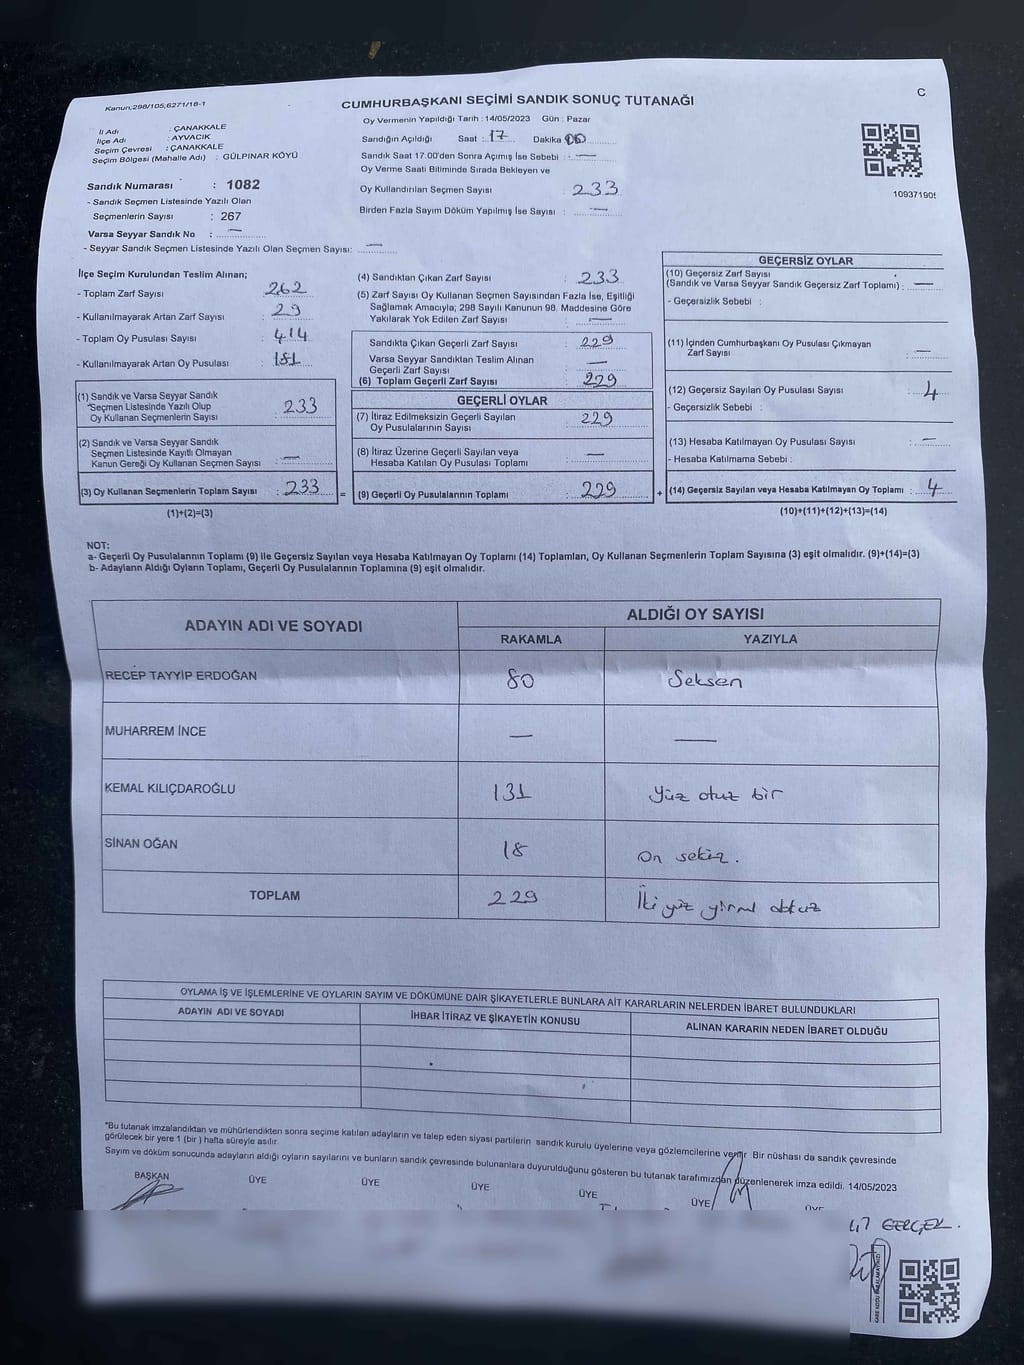 Kanun;298/105,6271/16-1
C
CUMHURBAŞKANI SEÇİMİ SANDIK SONUÇ TUTANAĞI
İl Adı : ÇANAKKALE
İlçe Adı : AYVACIK
Seçim Çevresi : ÇANAKKALE
Seçim Bölgesi (Mahalle Adı) : GÜLPINAR KÖYÜ
Sandık Numarası : 1082
- Sandık Seçmen Listesinde Yazılı Olan
Seçmenlerin Sayısı : 267
Varsa Seyyar Sandık No : —
- Seyyar Sandık Seçmen Listesinde Yazılı Olan Seçmen Sayısı: —
Oy Vermenin Yapıldığı Tarih : 14/05/2023 Gün : Pazar
Sandığın Açıldığı Saat : 17 Dakika 00
Sandık Saat 17.00'den Sonra Açımış İse Sebebi : —
Oy Verme Saati Bitiminde Sırada Bekleyen ve
Oy Kullandırılan Seçmen Sayısı : 233
Birden Fazla Sayım Döküm Yapılmış İse Sayısı : —
10937190
İlçe Seçim Kurulundan Teslim Alınan;
- Toplam Zarf Sayısı : 262
- Kullanılmayarak Artan Zarf Sayısı : 29
- Toplam Oy Pusulası Sayısı : 414
- Kullanılmayarak Artan Oy Pusulası : 181
(1) Sandık ve Varsa Seyyar Sandık
Seçmen Listesinde Yazılı Olup
Oy Kullanan Seçmenlerin Sayısı : 233
(2) Sandık ve Varsa Seyyar Sandık
Seçmen Listesinde Kayıtlı Olmayan
Kanun Gereği Oy Kullanan Seçmen Sayısı : —
(3) Oy Kullanan Seçmenlerin Toplam Sayısı : 233 =
(1)+(2)=(3)
(4) Sandıktan Çıkan Zarf Sayısı : 233
(5) Zarf Sayısı Oy Kullanan Seçmen Sayısından Fazla İse, Eşitliği
Sağlamak Amacıyla; 298 Sayılı Kanunun 98. Maddesine Göre
Yakılarak Yok Edilen Zarf Sayısı : —
Sandıkta Çıkan Geçerli Zarf Sayısı : 229
Varsa Seyyar Sandıktan Teslim Alınan
Geçerli Zarf Sayısı : —
(6) Toplam Geçerli Zarf Sayısı : 229
GEÇERLİ OYLAR
(7) İtiraz Edilmeksizin Geçerli Sayılan
Oy Pusulalarının Sayısı : 229
(8) İtiraz Üzerine Geçerli Sayılan veya
Hesaba Katılan Oy Pusulası Toplamı : —
(9) Geçerli Oy Pusulalarının Toplamı : 229 +
GEÇERSİZ OYLAR
(10) Geçersiz Zarf Sayısı
(Sandık ve Varsa Seyyar Sandık Geçersiz Zarf Toplamı) : —
- Geçersizlik Sebebi :
(11) İçinden Cumhurbaşkanı Oy Pusulası Çıkmayan
Zarf Sayısı : —
(12) Geçersiz Sayılan Oy Pusulası Sayısı : 4
- Geçersizlik Sebebi :
(13) Hesaba Katılmayan Oy Pusulası Sayısı : —
- Hesaba Katılmama Sebebi :
(14) Geçersiz Sayılan veya Hesaba Katılmayan Oy Toplamı : 4
(10)+(11)+(12)+(13)=(14)
NOT:
a- Geçerli Oy Pusulalarının Toplamı (9) ile Geçersiz Sayılan veya Hesaba Katılmayan Oy Toplamı (14) Toplamları, Oy Kullanan Seçmenlerin Toplam Sayısına (3) eşit olmalıdır. (9)+(14)=(3)
b- Adayların Aldığı Oyların Toplamı, Geçerli Oy Pusulalarının Toplamına (9) eşit olmalıdır.
ADAYIN ADI VE SOYADI
ALDIĞI OY SAYISI
RAKAMLA YAZIYLA
RECEP TAYYİP ERDOĞAN 80 Seksen
MUHARREM İNCE — —
KEMAL KILIÇDAROĞLU 131 Yüz otuz bir
SİNAN OĞAN 18 On sekiz.
TOPLAM 229 İki yüz yirmi dokuz
OYLAMA İŞ VE İŞLEMLERİNE VE OYLARIN SAYIM VE DÖKÜMÜNE DAİR ŞİKAYETLERLE BUNLARA AİT KARARLARIN NELERDEN İBARET BULUNDUKLARI
ADAYIN ADI VE SOYADI İHBAR İTİRAZ VE ŞİKAYETİN KONUSU ALINAN KARARIN NEDEN İBARET OLDUĞU
*Bu tutanak imzalandıktan ve mühürlendikten sonra seçime katılan adayların ve talep eden siyasi partilerin sandık kurulu üyelerine veya gözlemcilerine verilir. Bir nüshası da sandık çevresinde
görülecek bir yere 1 (bir) hafta süreyle asılır.
Sayım ve döküm sonucunda adayların aldığı oyların sayılarını ve bunların sandık çevresinde bulunanlara duyurulduğunu gösteren bu tutanak tarafımızdan düzenlenerek imza edildi. 14/05/2023
BAŞKAN ÜYE ÜYE ÜYE ÜYE ÜYE ÜYE
GERÇEK.